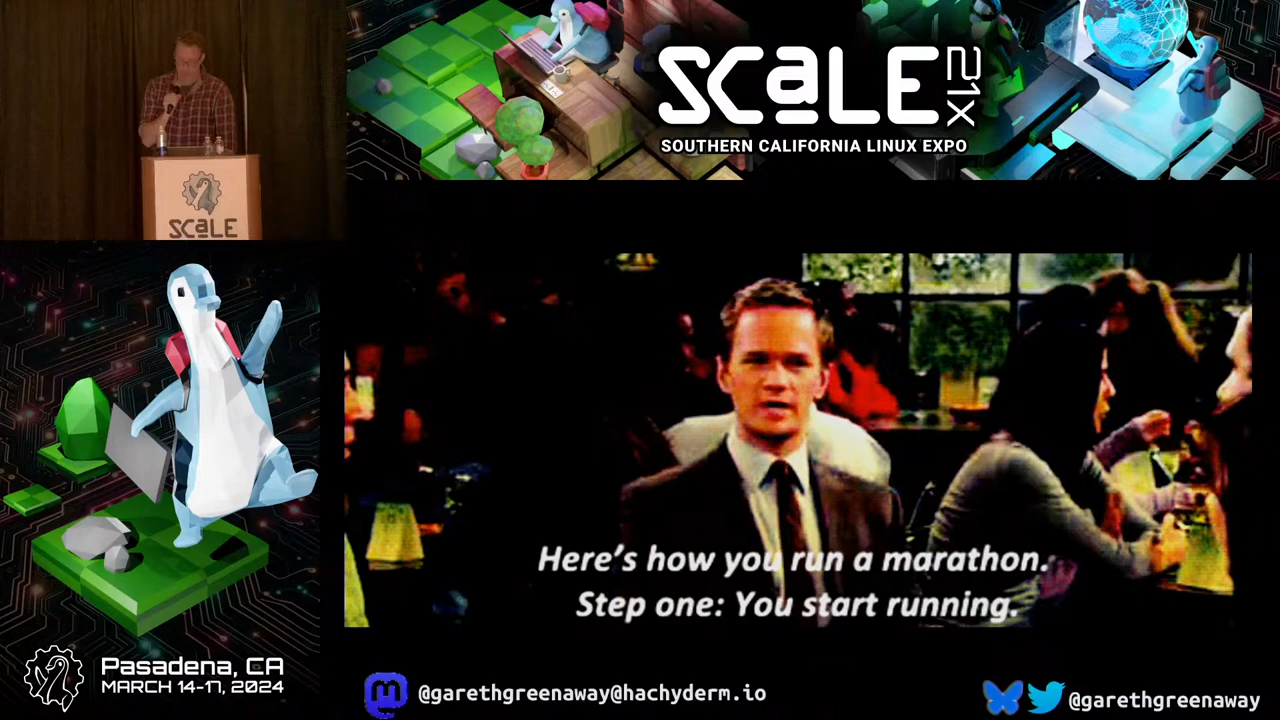 SCaLE 21X
SOUTHERN CALIFORNIA LINUX EXPO
SCaLE
Here's how you run a marathon.
Step one: You start running.
Pasadena, CA
MARCH 14-17, 2024
@garethgreenaway@hachyderm.io
@garethgreenaway